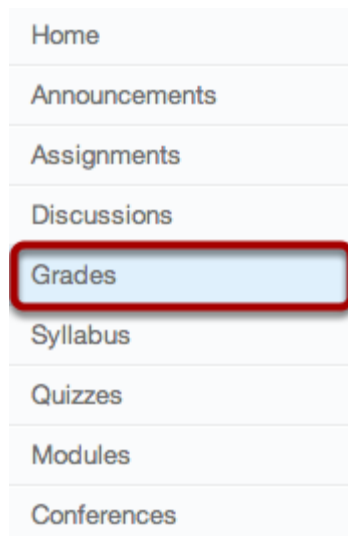 Home
Announcements
Assignments
Discussions
Grades
Syllabus
Quizzes
Modules
Conferences